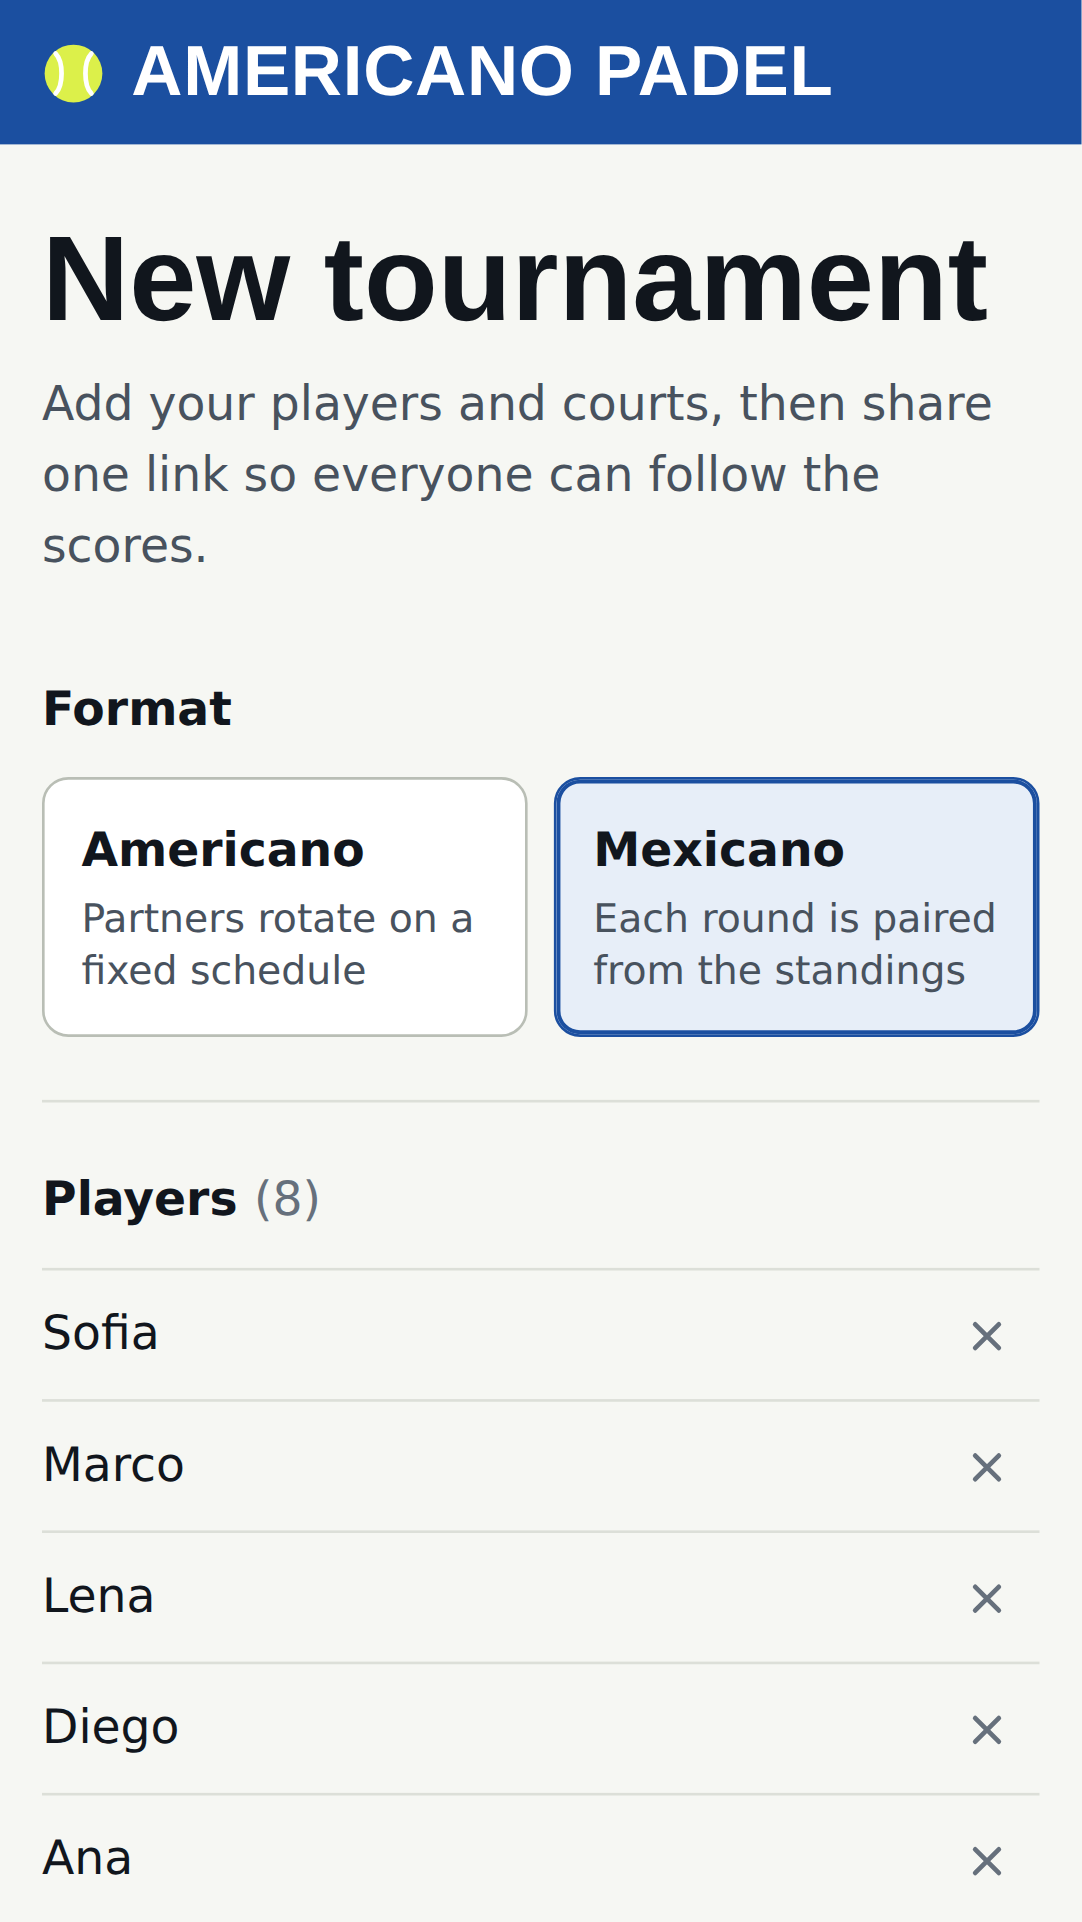 AMERICANO PADEL
New tournament
Add your players and courts, then share
one link so everyone can follow the
scores.
Format
Americano
Partners rotate on a
fixed schedule
Mexicano
Each round is paired
from the standings
Players (8)
Sofia
Marco
Lena
Diego
Ana